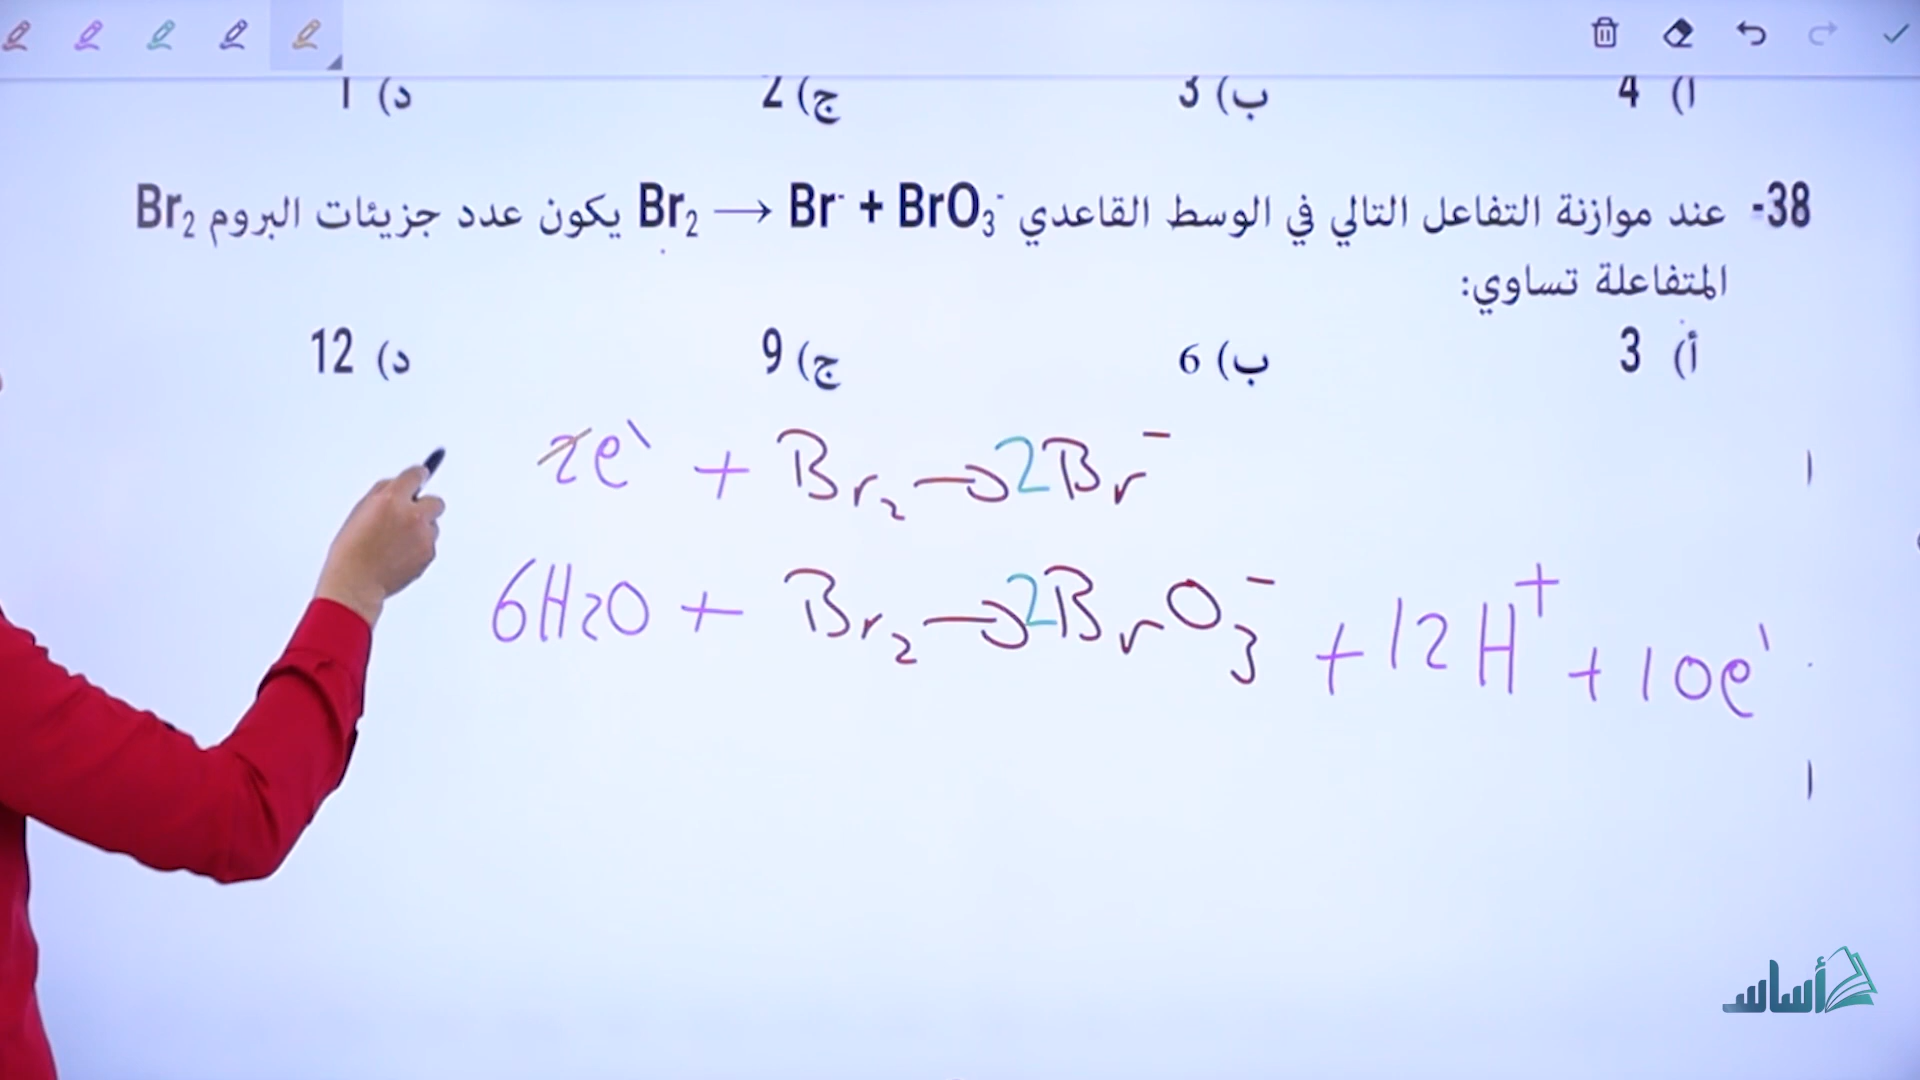 أ) 4 ب) 3 ج) 2 د) 1
38- عند موازنة التفاعل التالي في الوسط القاعدي Br₂ → Br⁻ + BrO₃⁻ يكون عدد جزيئات البروم Br₂
المتفاعلة تساوي:
أ) 3 ب) 6 ج) 9 د) 12
2e⁻ + Br₂ → 2Br⁻
6H2O + Br₂ → 2BrO₃⁻ + 12H⁺ + 10e⁻
أساس